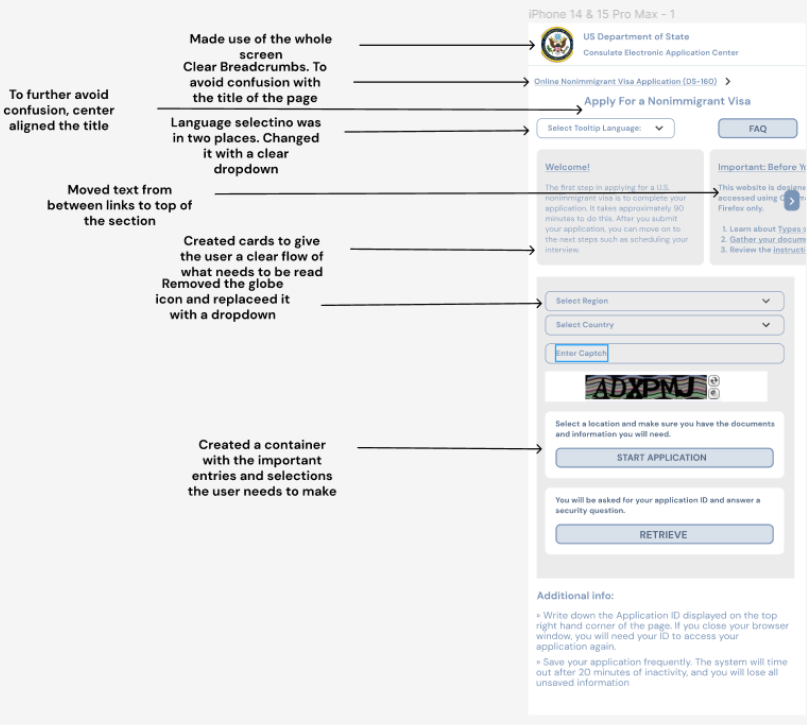 iPhone 14 & 15 Pro Max - 1
Made use of the whole
screen
Clear Breadcrumbs. To
avoid confusion with
the title of the page
To further avoid
confusion, center
aligned the title
Language selectino was
in two places. Changed
it with a clear
dropdown
Moved text from
between links to top of
the section
Created cards to give
the user a clear flow of
what needs to be read
Removed the globe
icon and replaceed it
with a dropdown
Created a container
with the important
entries and selections
the user needs to make
US Department of State
Consulate Electronic Application Center
Online Nonimmigrant Visa Application (DS-160)
Apply For a Nonimmigrant Visa
Select Tooltip Language:
FAQ
Welcome!
The first step in applying for a U.S.
nonimmigrant visa is to complete your
application. It takes approximately 90
minutes to do this. After you submit
your application, you can move on to
the next steps such as scheduling your
interview.
Important: Before Y
This website is designe
accessed using
Firefox only.
1. Learn about Types
2. Gather your docum
3. Review the instructi
Select Region
Select Country
Enter Captch
ADXPMJ
Select a location and make sure you have the documents
and information you will need.
START APPLICATION
You will be asked for your application ID and answer a
security question.
RETRIEVE
Additional info:
» Write down the Application ID displayed on the top
right hand corner of the page. If you close your browser
window, you will need your ID to access your
application again.
» Save your application frequently. The system will time
out after 20 minutes of inactivity, and you will lose all
unsaved information